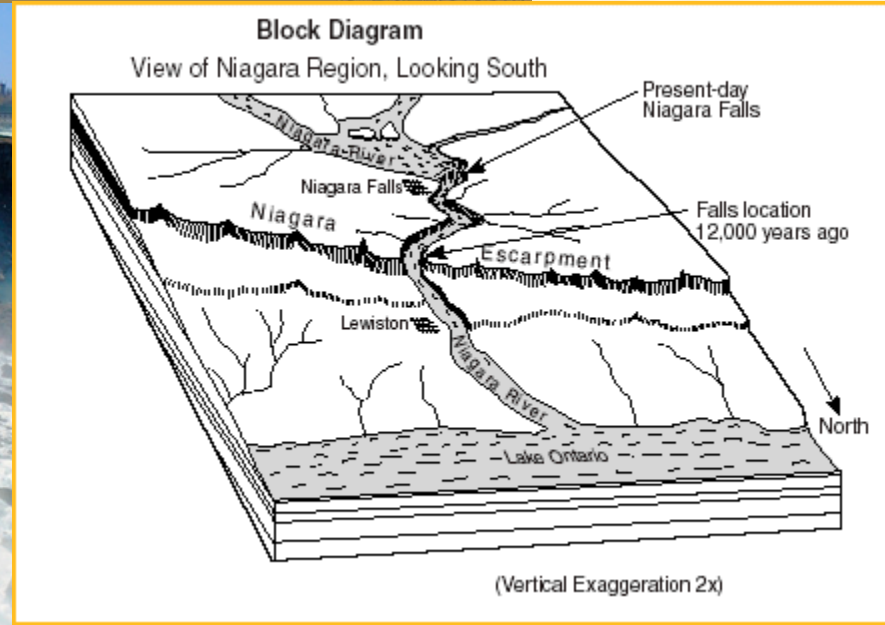 Block Diagram
View of Niagara Region, Looking South
Present-day
Niagara Falls
Niagara River
Niagara Falls
Niagara
Falls location
12,000 years ago
Escarpment
Lewiston
Niagara River
North
Lake Ontario
(Vertical Exaggeration 2x)